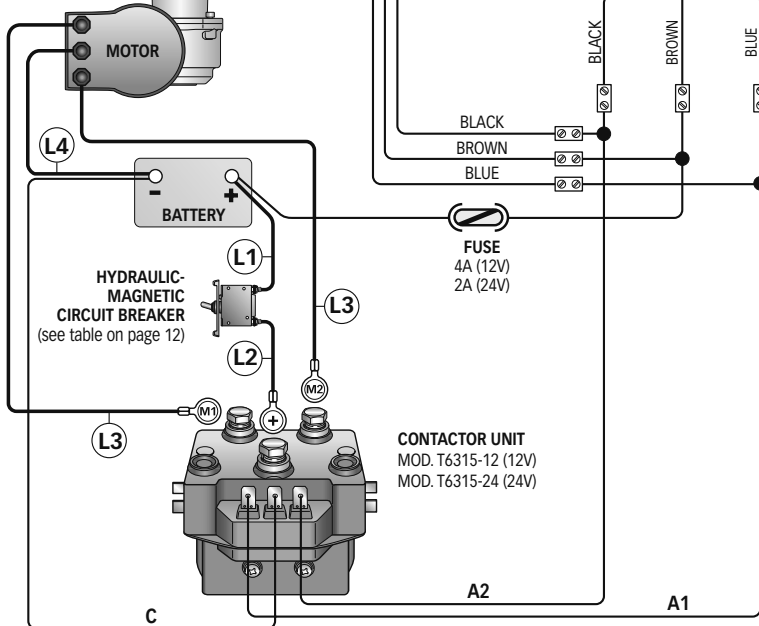 MOTOR
BLACK
BROWN
BLUE
BLACK
BROWN
BLUE
L4
-
+
BATTERY
FUSE
4A (12V)
2A (24V)
L1
HYDRAULIC-
MAGNETIC
CIRCUIT BREAKER
(see table on page 12)
L3
L2
M2
M1
+
L3
CONTACTOR UNIT
MOD. T6315-12 (12V)
MOD. T6315-24 (24V)
A2
A1
C